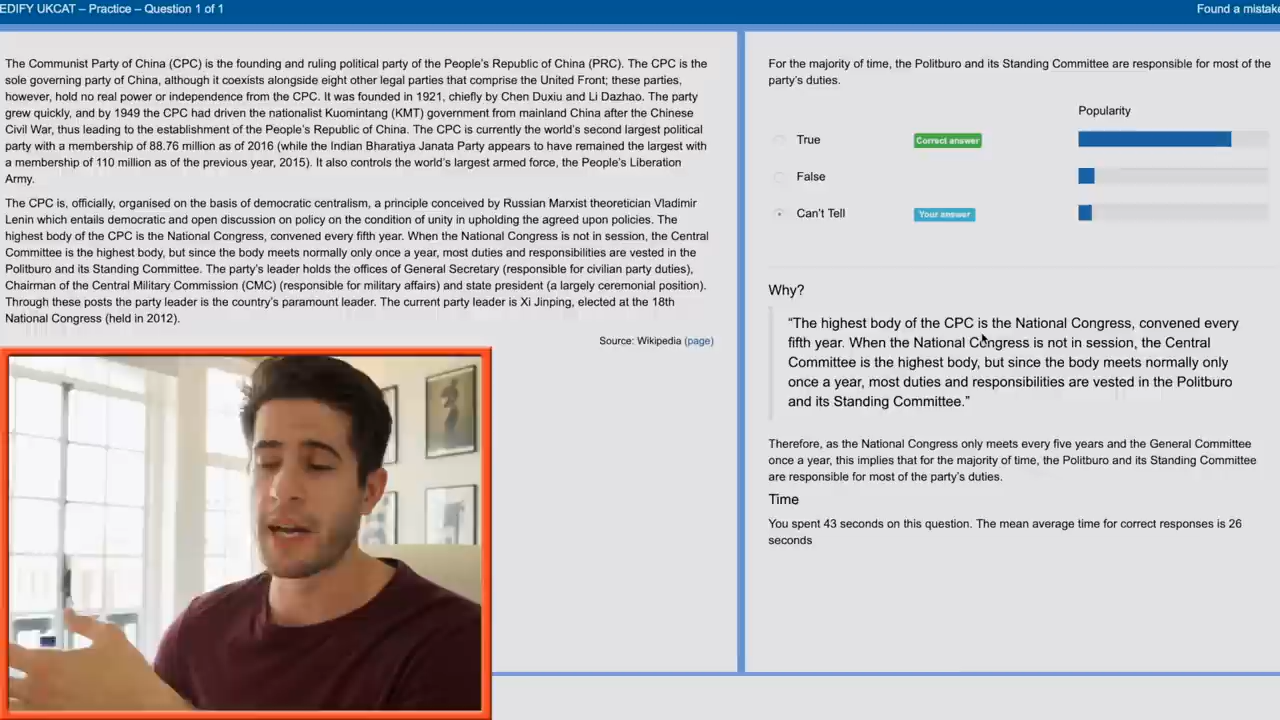 EDIFY UKCAT – Practice – Question 1 of 1
Found a mistake
The Communist Party of China (CPC) is the founding and ruling political party of the People's Republic of China (PRC). The CPC is the
sole governing party of China, although it coexists alongside eight other legal parties that comprise the United Front; these parties,
however, hold no real power or independence from the CPC. It was founded in 1921, chiefly by Chen Duxiu and Li Dazhao. The party
grew quickly, and by 1949 the CPC had driven the nationalist Kuomintang (KMT) government from mainland China after the Chinese
Civil War, thus leading to the establishment of the People's Republic of China. The CPC is currently the world's second largest political
party with a membership of 88.76 million as of 2016 (while the Indian Bharatiya Janata Party appears to have remained the largest with
a membership of 110 million as of the previous year, 2015). It also controls the world's largest armed force, the People's Liberation
Army.
The CPC is, officially, organised on the basis of democratic centralism, a principle conceived by Russian Marxist theoretician Vladimir
Lenin which entails democratic and open discussion on policy on the condition of unity in upholding the agreed upon policies. The
highest body of the CPC is the National Congress, convened every fifth year. When the National Congress is not in session, the Central
Committee is the highest body, but since the body meets normally only once a year, most duties and responsibilities are vested in the
Politburo and its Standing Committee. The party's leader holds the offices of General Secretary (responsible for civilian party duties),
Chairman of the Central Military Commission (CMC) (responsible for military affairs) and state president (a largely ceremonial position).
Through these posts the party leader is the country's paramount leader. The current party leader is Xi Jinping, elected at the 18th
National Congress (held in 2012).
Source: Wikipedia (page)
For the majority of time, the Politburo and its Standing Committee are responsible for most of the
party's duties.
Popularity
True Correct answer
False
Can't Tell Your answer
Why?
“The highest body of the CPC is the National Congress, convened every
fifth year. When the National Congress is not in session, the Central
Committee is the highest body, but since the body meets normally only
once a year, most duties and responsibilities are vested in the Politburo
and its Standing Committee.”
Therefore, as the National Congress only meets every five years and the General Committee
once a year, this implies that for the majority of time, the Politburo and its Standing Committee
are responsible for most of the party's duties.
Time
You spent 43 seconds on this question. The mean average time for correct responses is 26
seconds